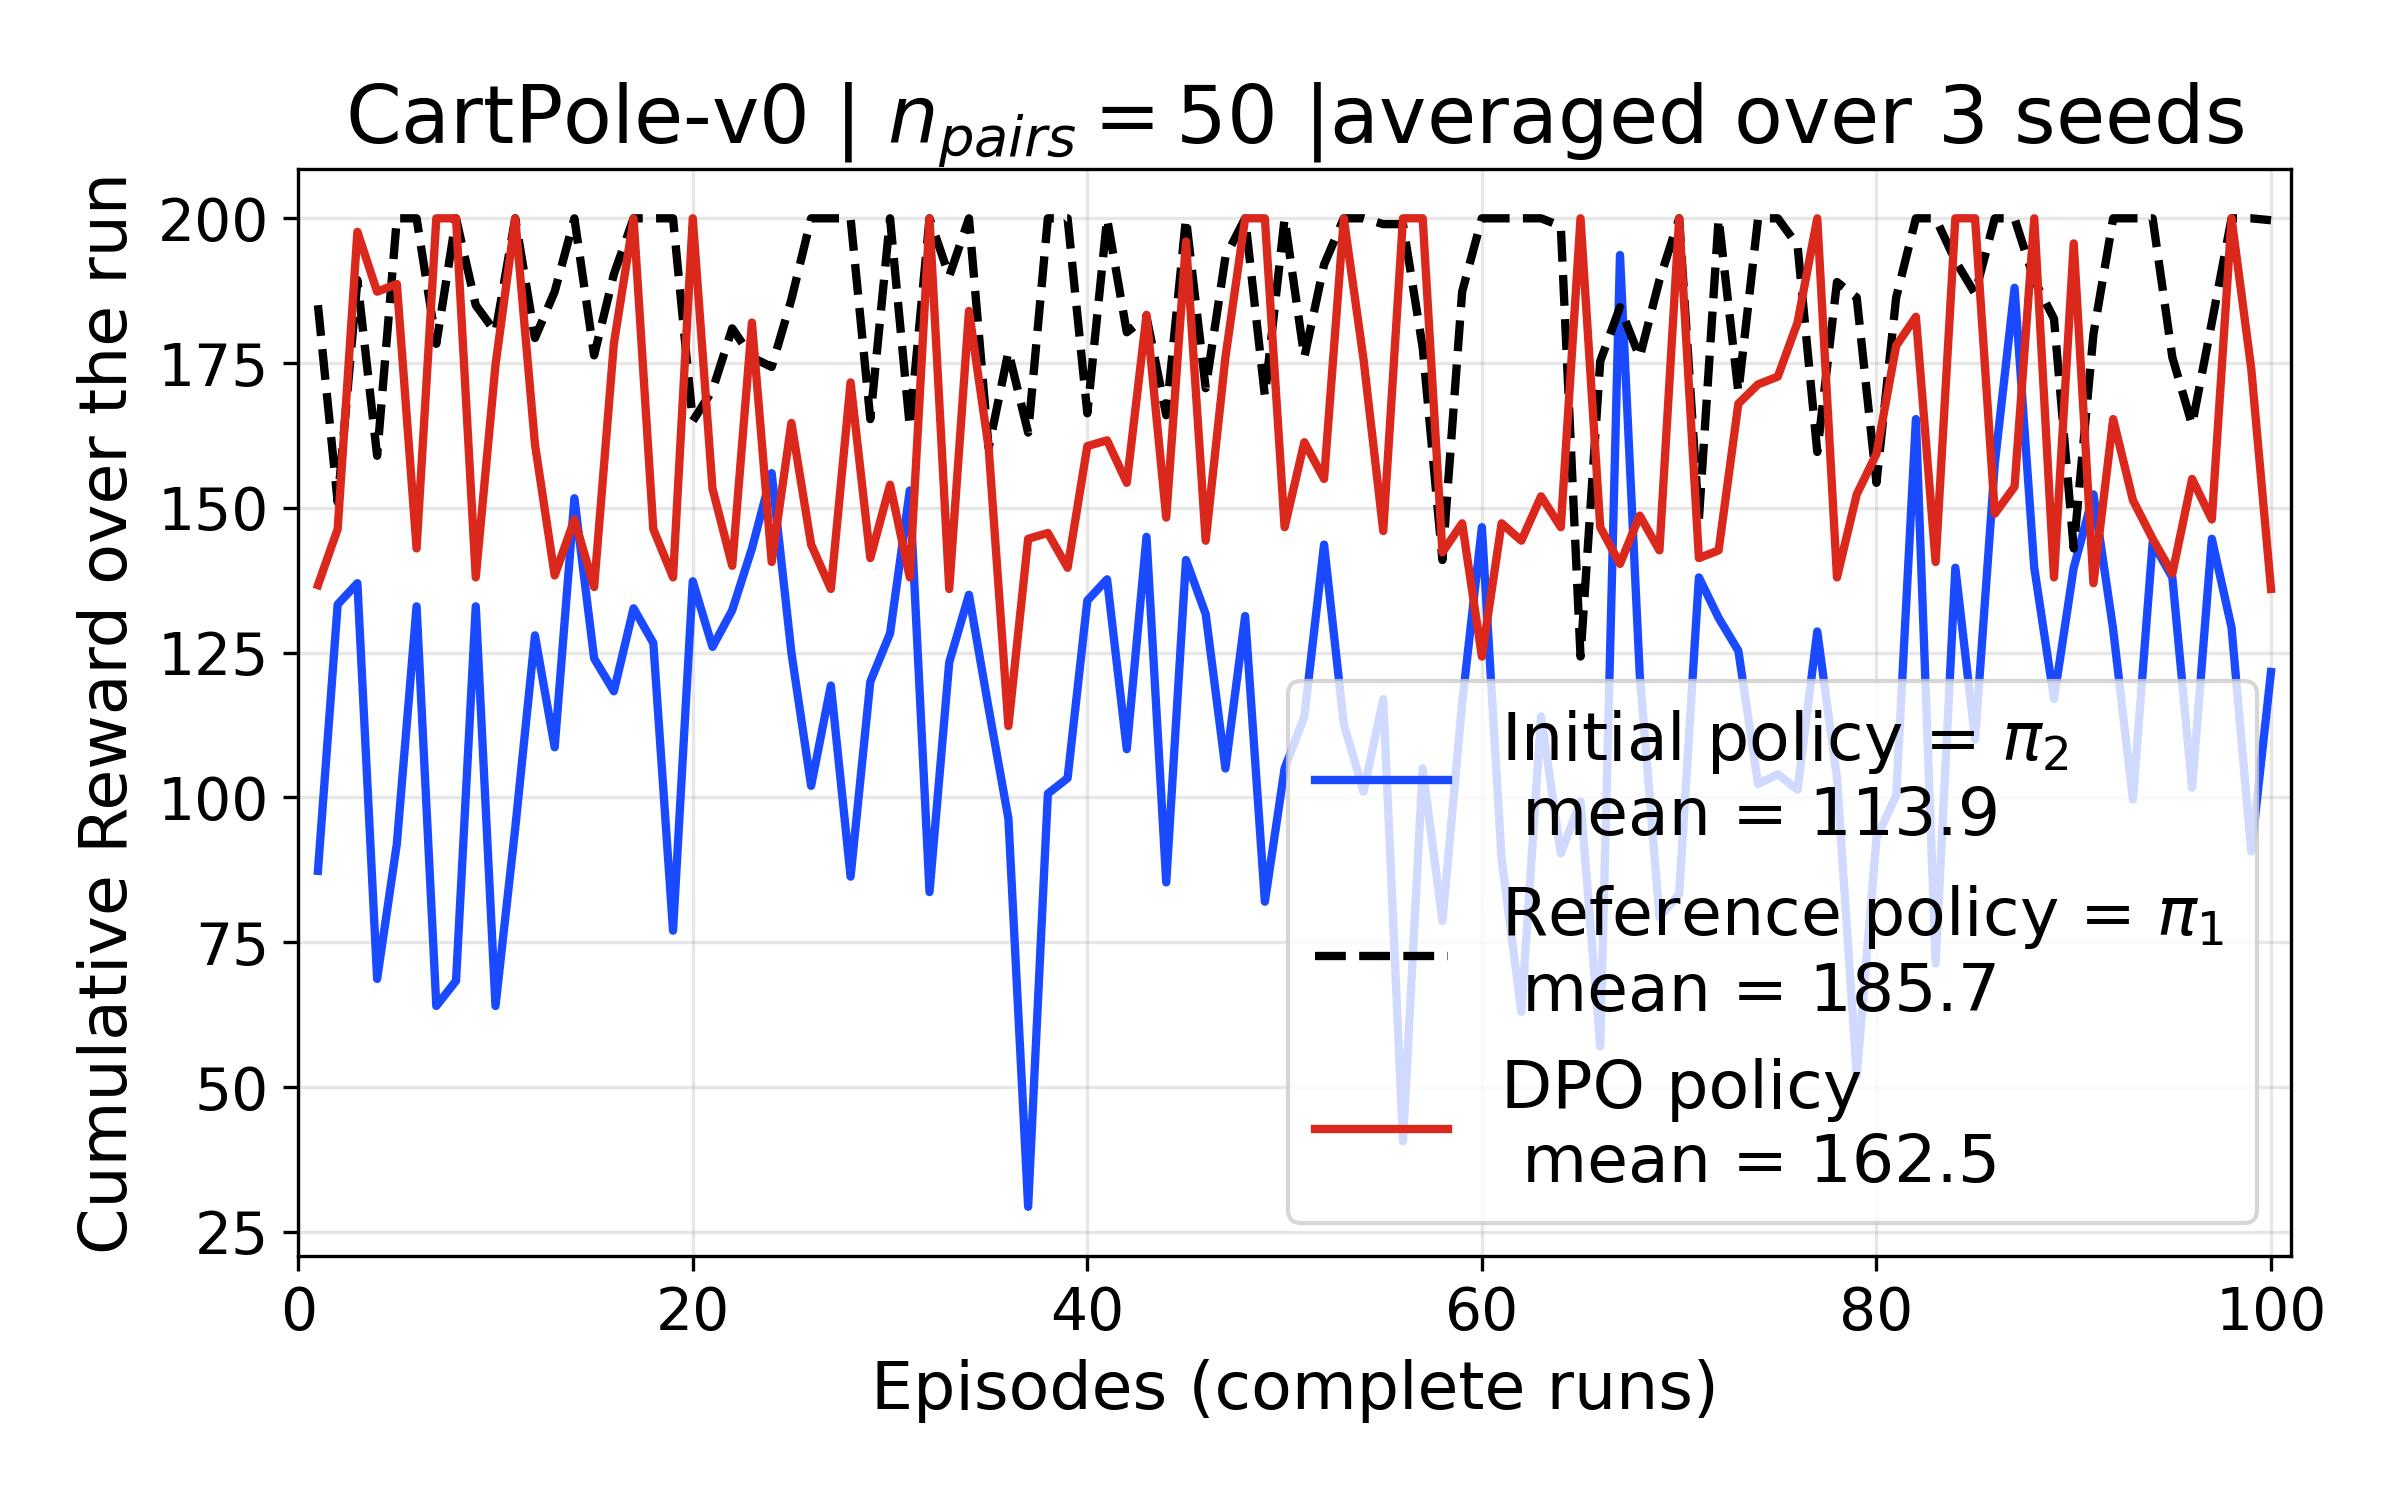 CartPole-v0 | n_pairs = 50 |averaged over 3 seeds
Cumulative Reward over the run
200
175
150
125
100
75
50
25
Initial policy = π₂
mean = 113.9
Reference policy = π₁
mean = 185.7
DPO policy
mean = 162.5
0 20 40 60 80 100
Episodes (complete runs)